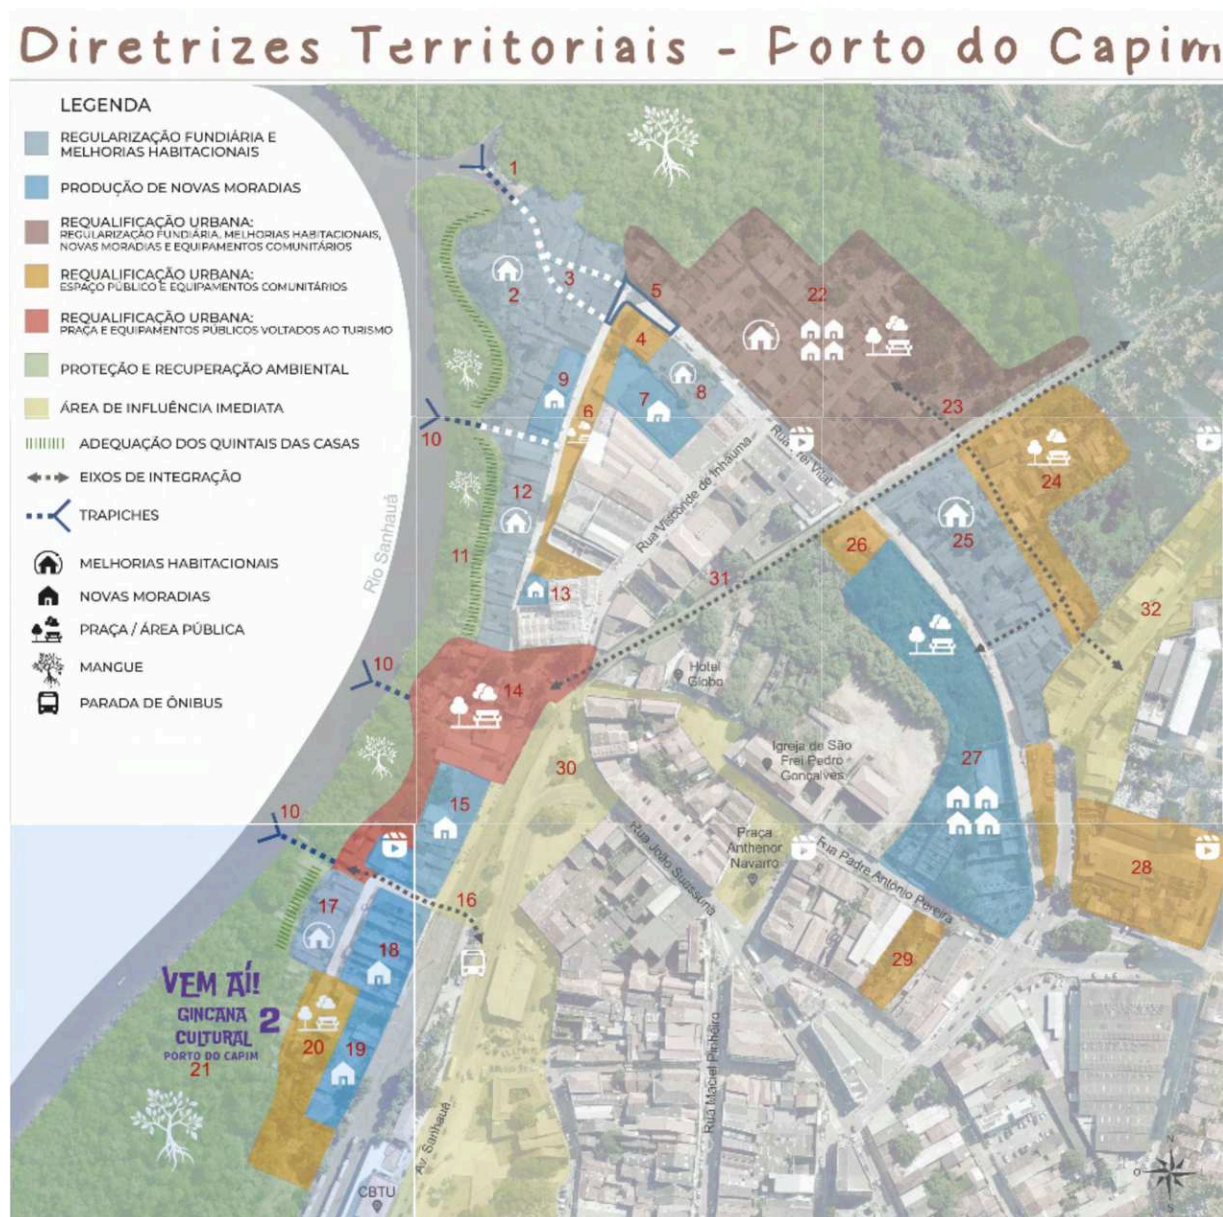 Diretrizes Territoriais - Porto do Capim
LEGENDA
REGULARIZAÇÃO FUNDIÁRIA E
MELHORIAS HABITACIONAIS
PRODUÇÃO DE NOVAS MORADIAS
REQUALIFICAÇÃO URBANA:
REGULARIZAÇÃO FUNDIÁRIA, MELHORIAS HABITACIONAIS,
NOVAS MORADIAS E EQUIPAMENTOS COMUNITÁRIOS
REQUALIFICAÇÃO URBANA:
ESPAÇO PÚBLICO E EQUIPAMENTOS COMUNITÁRIOS
REQUALIFICAÇÃO URBANA:
PRAÇA E EQUIPAMENTOS PÚBLICOS VOLTADOS AO TURISMO
PROTEÇÃO E RECUPERAÇÃO AMBIENTAL
ÁREA DE INFLUÊNCIA IMEDIATA
ADEQUAÇÃO DOS QUINTAIS DAS CASAS
EIXOS DE INTEGRAÇÃO
TRAPICHES
MELHORIAS HABITACIONAIS
NOVAS MORADIAS
PRAÇA / ÁREA PÚBLICA
MANGUE
PARADA DE ÔNIBUS
Rio Sanhauá
1
2
3
5
22
4
9
7
8
6
23
10
Rua Frei Vital
24
12
Rua Visconde de Inhaúma
25
11
26
31
13
32
10
14
Hotel
Globo
Igreja de São
Frei Pedro
Gonçalves
27
30
15
10
Rua João Suassuna
Praça
Anthenor
Navarro
Rua Padre Antônio Pereira
28
16
17
18
29
VEM AÍ!
GINCANA 2
CULTURAL
PORTO DO CAPIM
21
20
19
Rua Maciel Pinheiro
Av. Sanhauá
CBTU
N
O
S